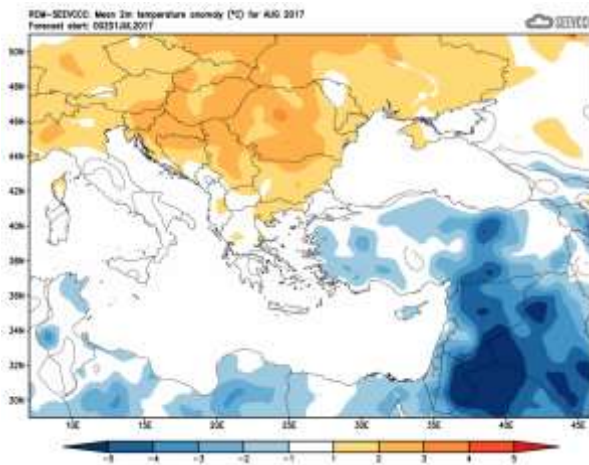 RCM-SEEVCCC: Mean 2m temperature anomaly (°C) for AUG 2017
Forecast start: 00Z01JUL2017
SEEVCCC
50N
48N
46N
44N
42N
40N
38N
36N
34N
32N
30N
10E 15E 20E 25E 30E 35E 40E 45E
-5 -4 -3 -2 -1 1 2 3 4 5